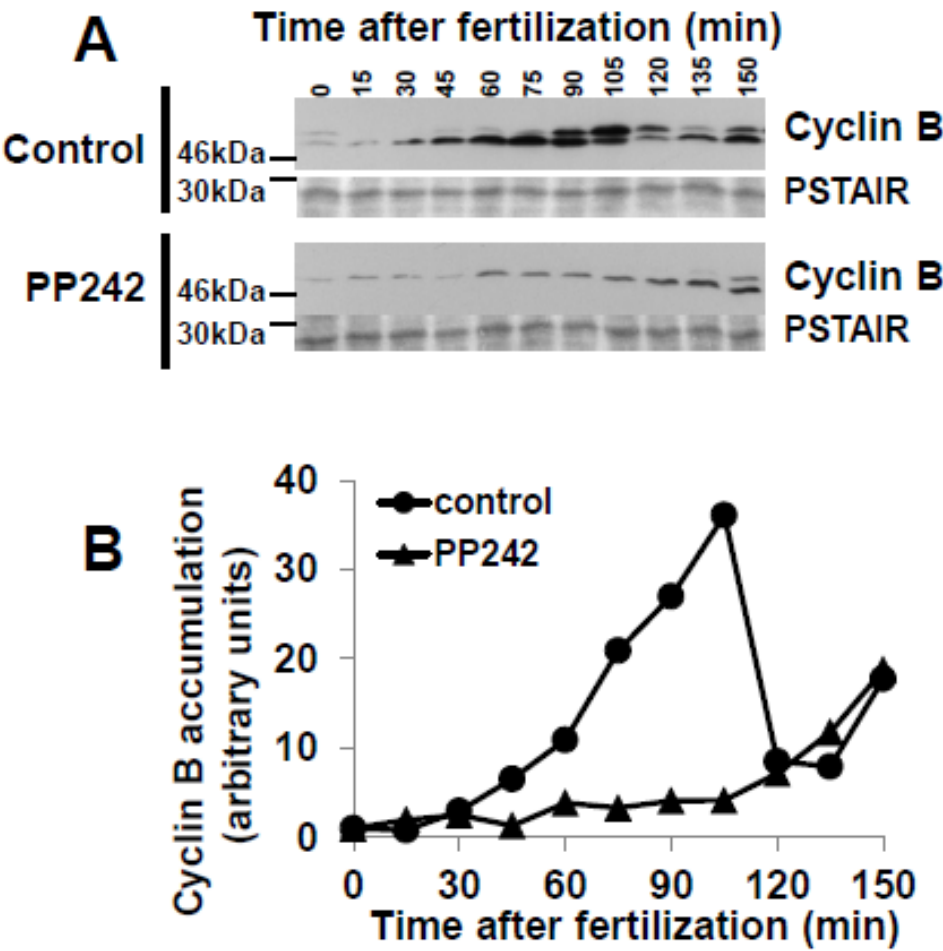 A
Time after fertilization (min)
0 15 30 45 60 75 90 105 120 135 150
Control
46kDa
Cyclin B
30kDa
PSTAIR
PP242
46kDa
Cyclin B
30kDa
PSTAIR
B
Cyclin B accumulation
(arbitrary units)
40
30
20
10
0
control
PP242
0 30 60 90 120 150
Time after fertilization (min)